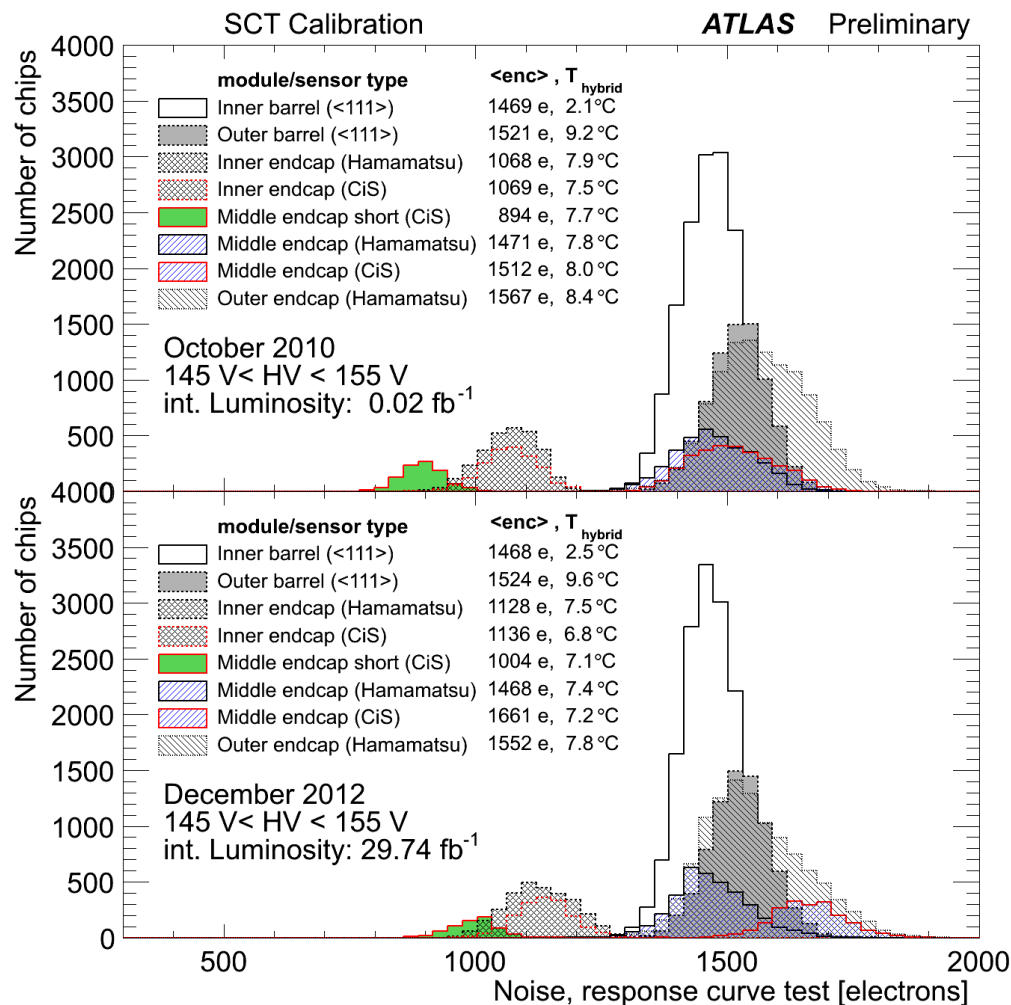 SCT Calibration ATLAS Preliminary
Number of chips
4000
3500
3000
2500
2000
1500
1000
500
0
module/sensor type <enc> , T hybrid
Inner barrel (<111>) 1469 e, 2.1°C
Outer barrel (<111>) 1521 e, 9.2°C
Inner endcap (Hamamatsu) 1068 e, 7.9°C
Inner endcap (CiS) 1069 e, 7.5°C
Middle endcap short (CiS) 894 e, 7.7°C
Middle endcap (Hamamatsu) 1471 e, 7.8°C
Middle endcap (CiS) 1512 e, 8.0°C
Outer endcap (Hamamatsu) 1567 e, 8.4°C
October 2010
145 V< HV < 155 V
int. Luminosity: 0.02 fb-1
Number of chips
4000
3500
3000
2500
2000
1500
1000
500
0
module/sensor type <enc> , T hybrid
Inner barrel (<111>) 1468 e, 2.5°C
Outer barrel (<111>) 1524 e, 9.6°C
Inner endcap (Hamamatsu) 1128 e, 7.5°C
Inner endcap (CiS) 1136 e, 6.8°C
Middle endcap short (CiS) 1004 e, 7.1°C
Middle endcap (Hamamatsu) 1468 e, 7.4°C
Middle endcap (CiS) 1661 e, 7.2°C
Outer endcap (Hamamatsu) 1552 e, 7.8°C
December 2012
145 V< HV < 155 V
int. Luminosity: 29.74 fb-1
500 1000 1500 2000
Noise, response curve test [electrons]